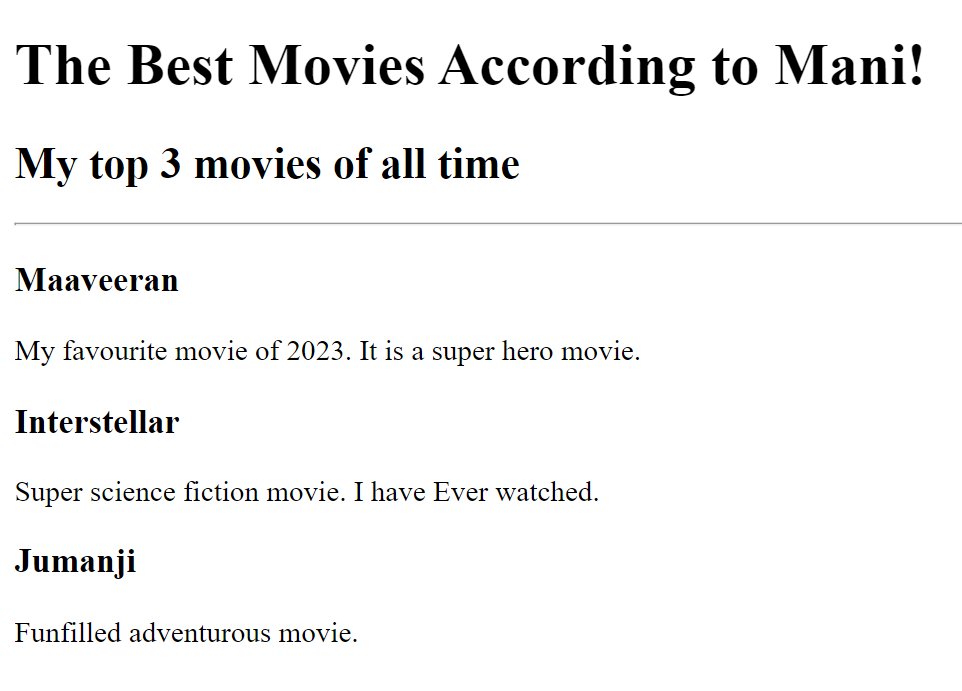 The Best Movies According to Mani!
My top 3 movies of all time
Maaveeran
My favourite movie of 2023. It is a super hero movie.
Interstellar
Super science fiction movie. I have Ever watched.
Jumanji
Funfilled adventurous movie.